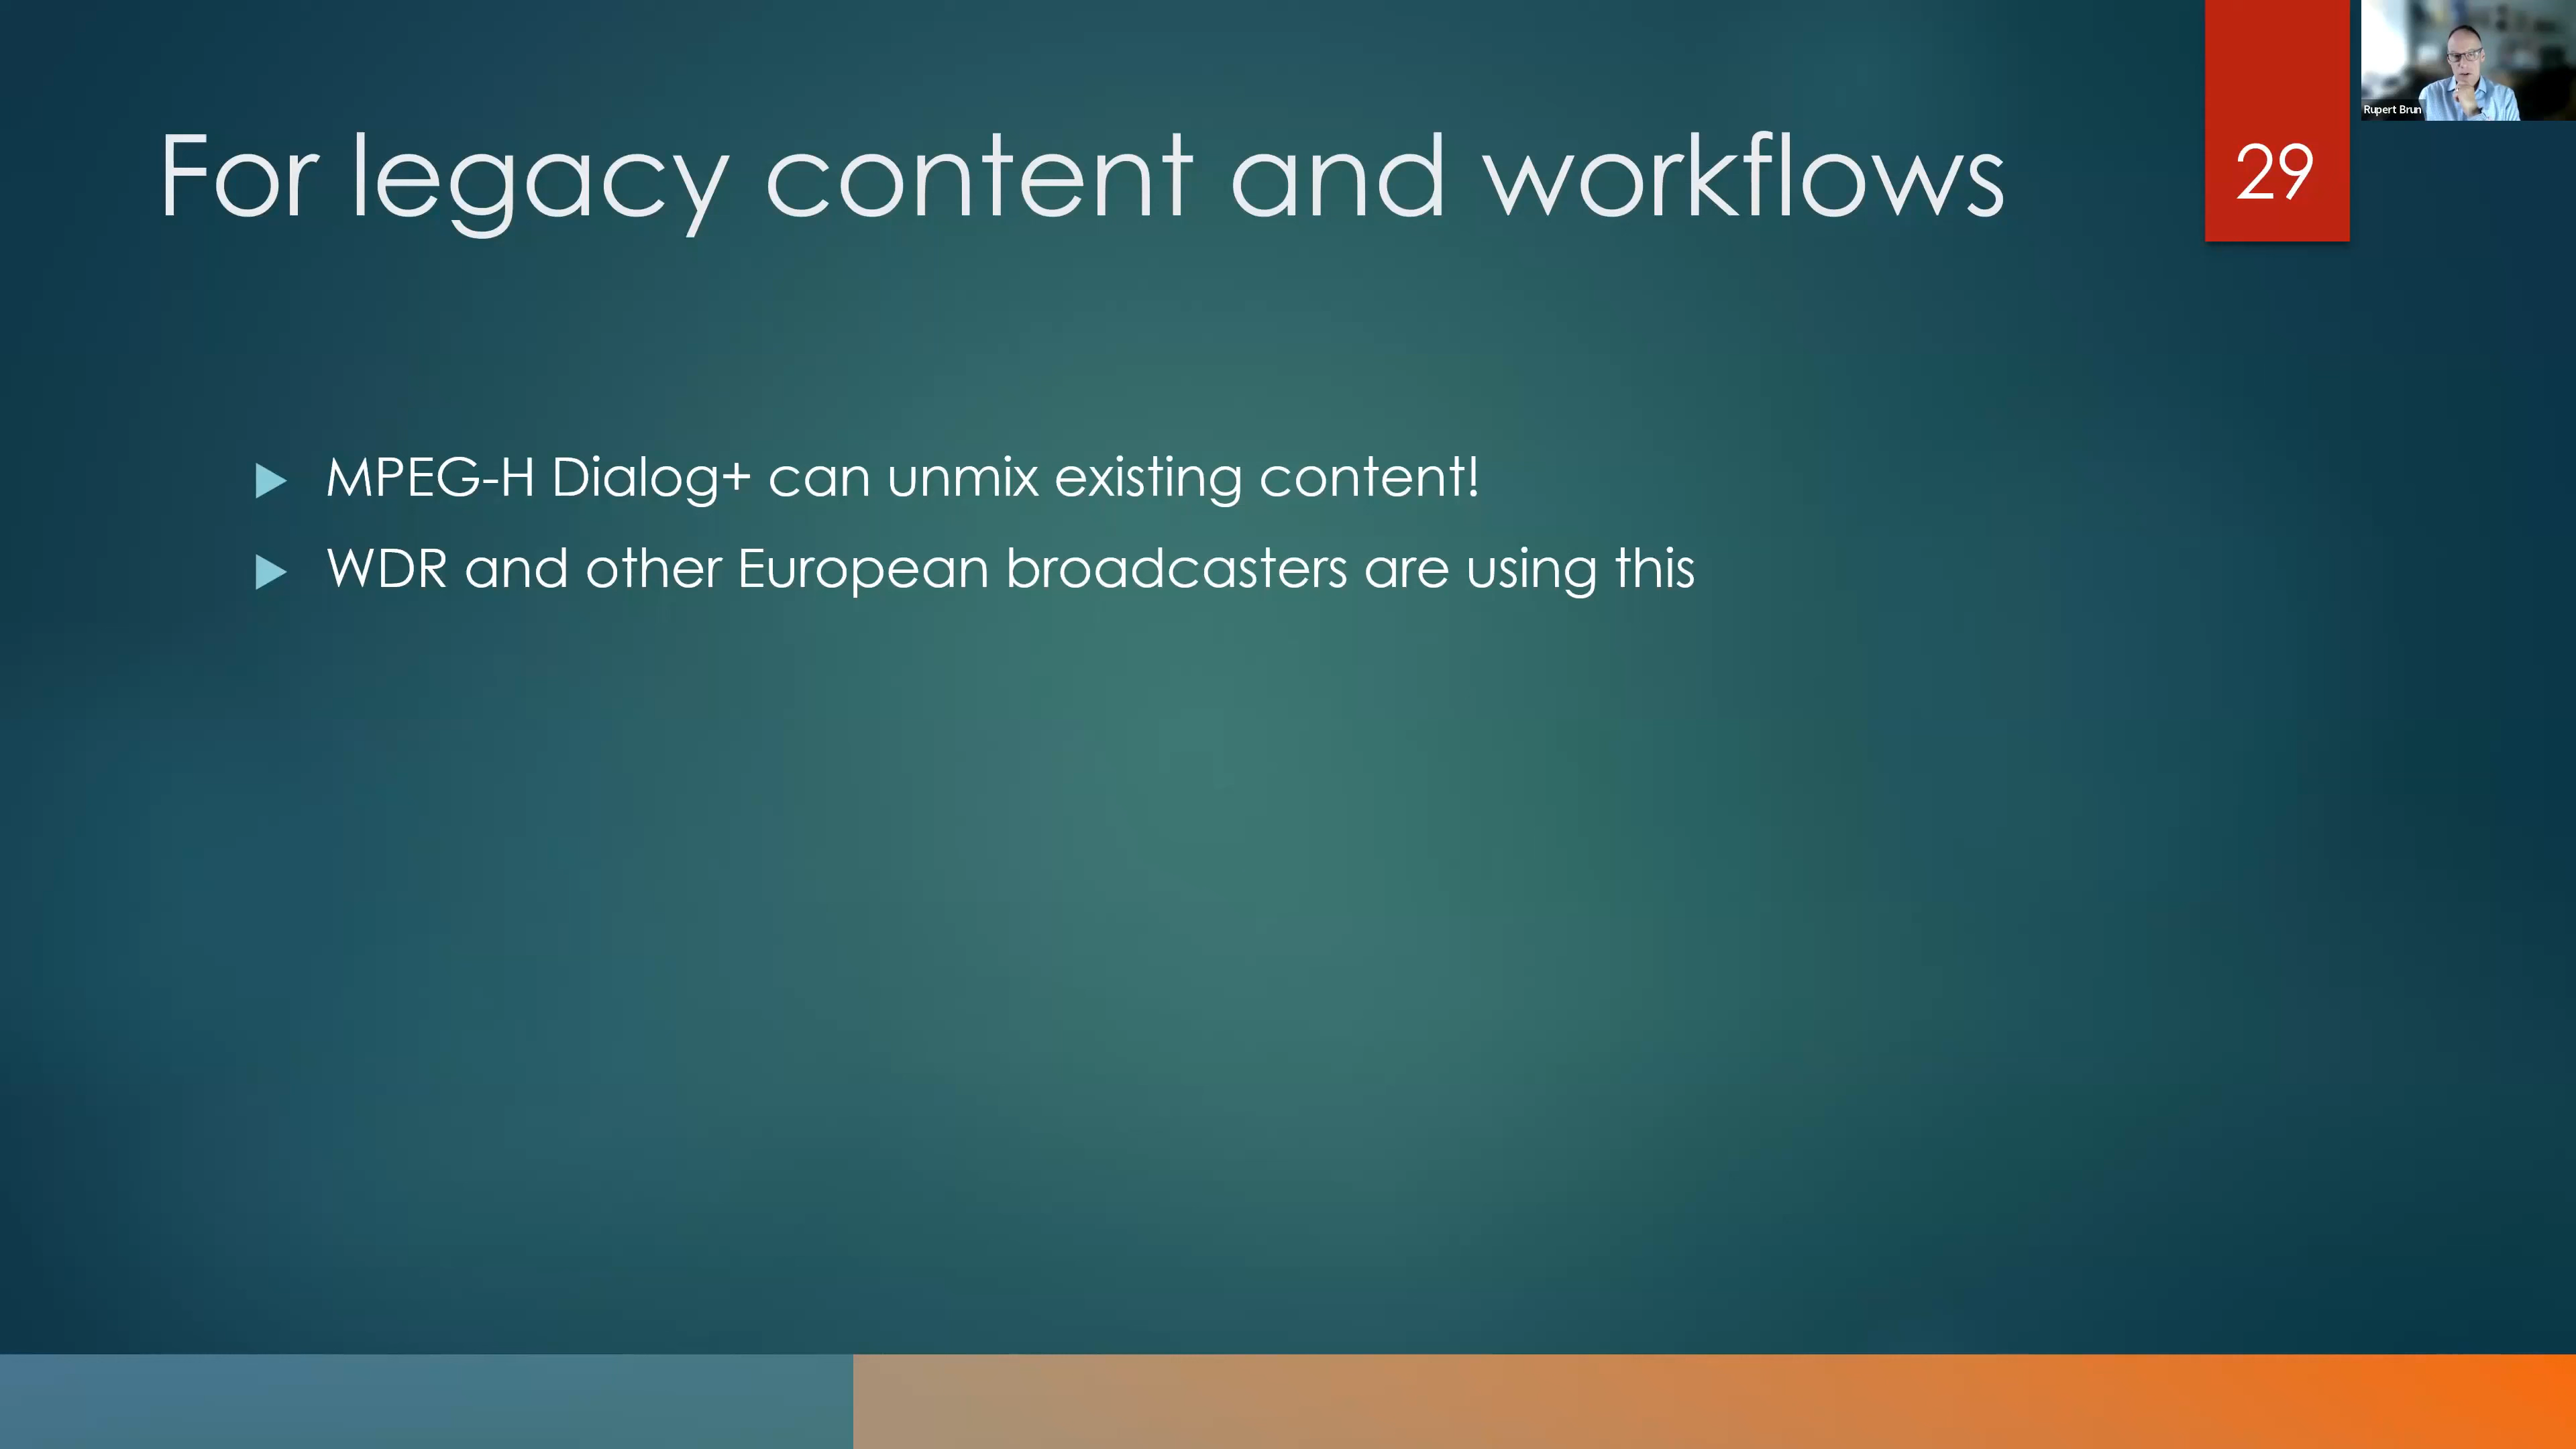 For legacy content and workflows
29
Rupert Brun
MPEG-H Dialog+ can unmix existing content!
WDR and other European broadcasters are using this